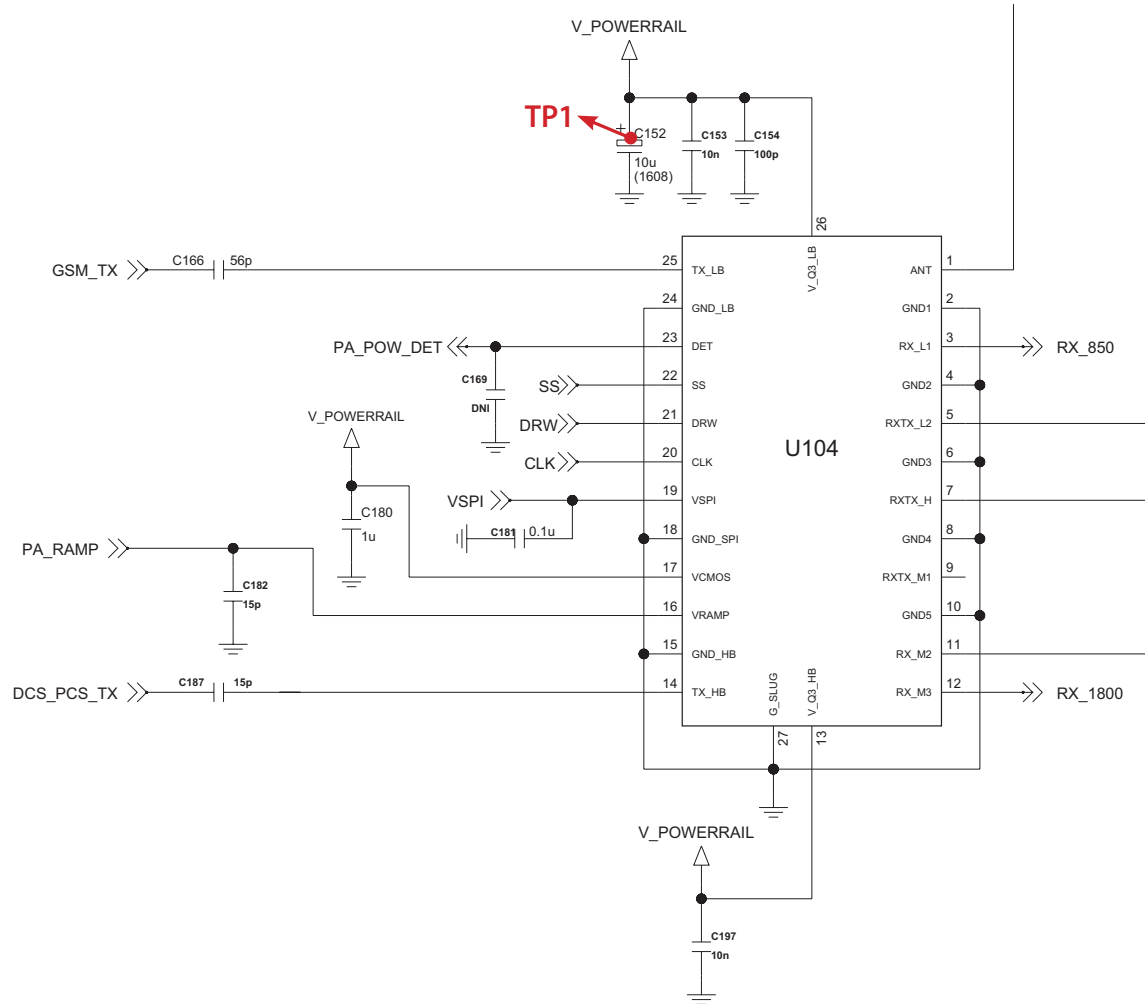 V_POWERRAIL
TP1
+
C152
10u
(1608)
C153
10n
C154
100p
26
V_Q3_LB
GSM_TX
C166
56p
25
TX_LB
ANT
1
24
GND_LB
GND1
2
PA_POW_DET
23
DET
RX_L1
3
RX_850
C169
DNI
SS
22
SS
GND2
4
DRW
21
DRW
RXTX_L2
5
V_POWERRAIL
U104
CLK
20
CLK
GND3
6
VSPI
19
VSPI
RXTX_H
7
C180
1u
C181
0.1u
18
GND_SPI
GND4
8
PA_RAMP
17
VCMOS
RXTX_M1
9
C182
15p
16
VRAMP
GND5
10
15
GND_HB
RX_M2
11
DCS_PCS_TX
C187
15p
14
TX_HB
RX_M3
12
RX_1800
G_SLUG
V_Q3_HB
27
13
V_POWERRAIL
C197
10n